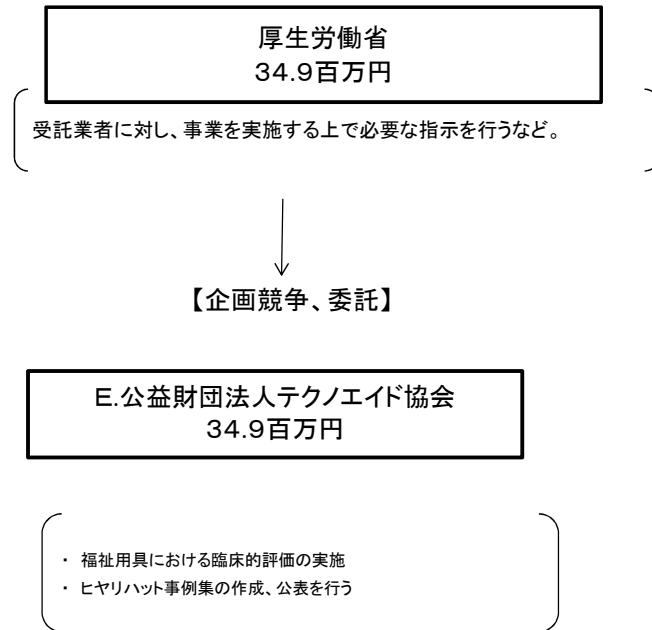 厚生労働省
34.9百万円
受託業者に対し、事業を実施する上で必要な指示を行うなど。
【企画競争、委託】
E.公益財団法人テクノエイド協会
34.9百万円
・ 福祉用具における臨床的評価の実施
・ ヒヤリハット事例集の作成、公表を行う